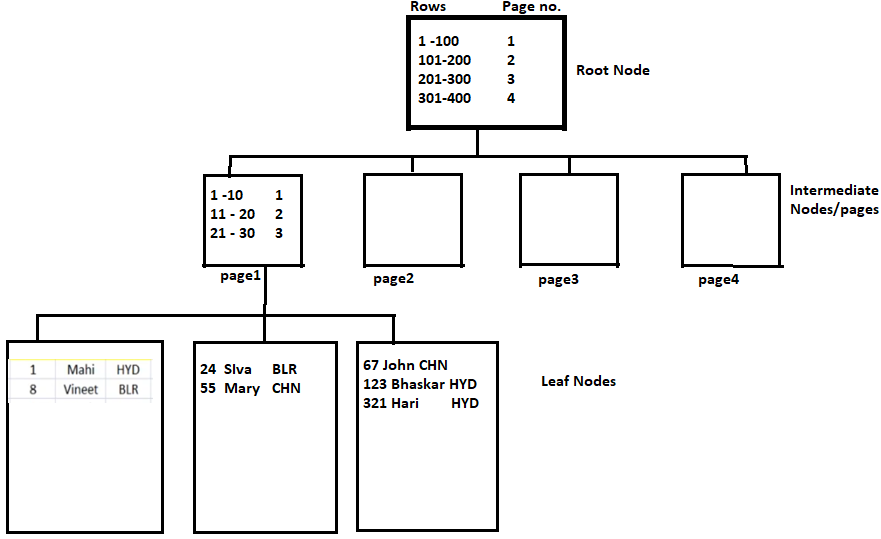 Rows Page no.
1 -100 1
101-200 2
201-300 3
301-400 4
Root Node
1 -10 1
11 - 20 2
21 - 30 3
Intermediate
Nodes/pages
page1
page2
page3
page4
1 Mahi HYD
8 Vineet BLR
24 Siva BLR
55 Mary CHN
67 John CHN
123 Bhaskar HYD
321 Hari HYD
Leaf Nodes